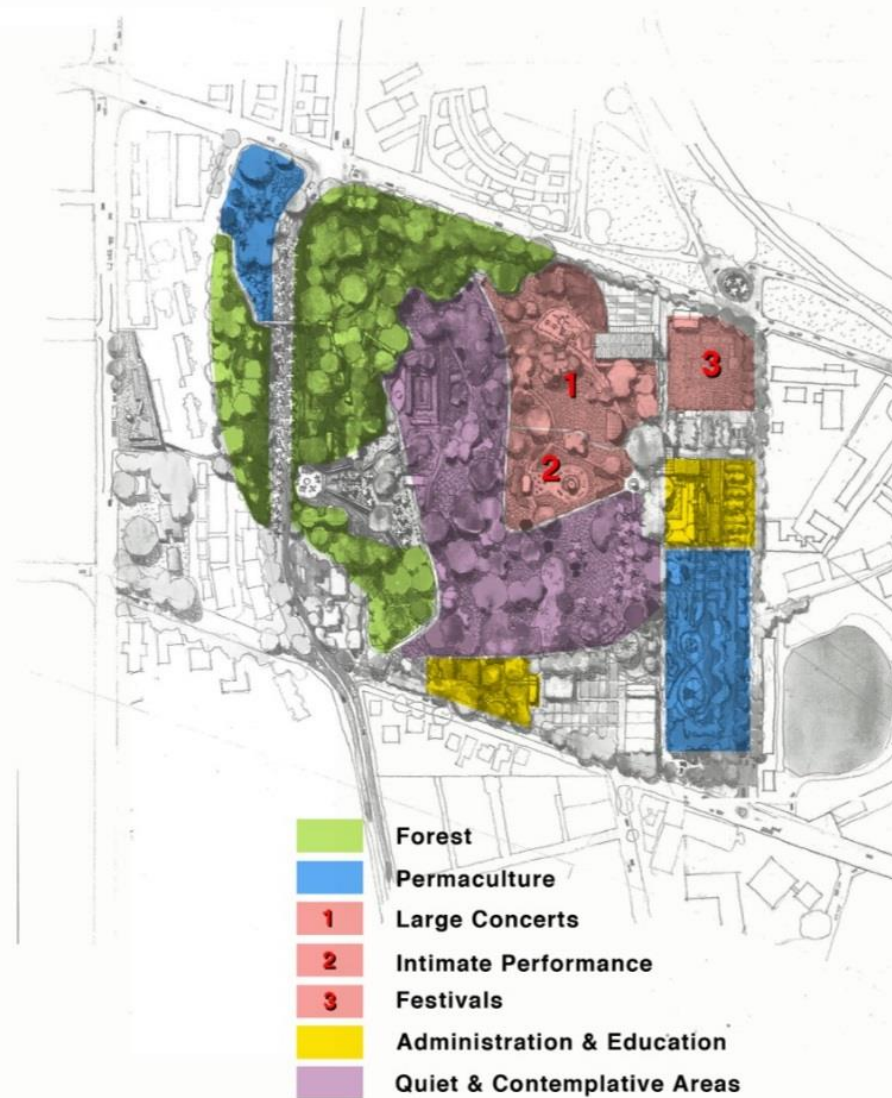 1
2
3
Forest
Permaculture
1 Large Concerts
2 Intimate Performance
3 Festivals
Administration & Education
Quiet & Contemplative Areas